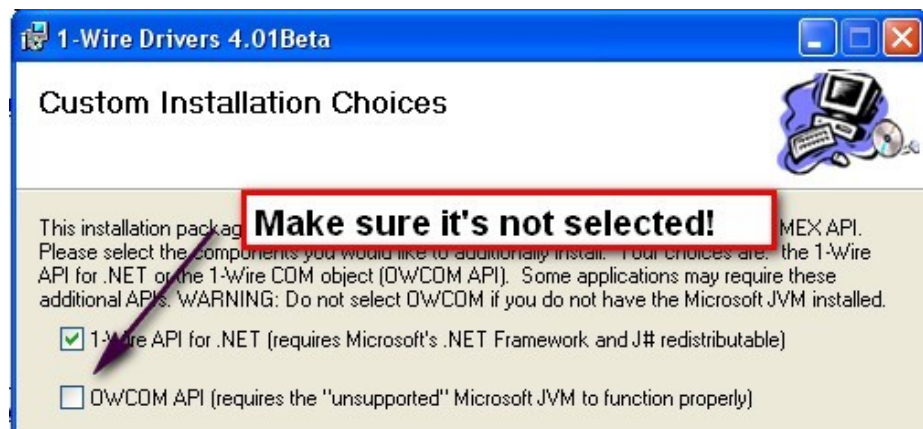 1-Wire Drivers 4.01Beta
Custom Installation Choices
Make sure it's not selected!
This installation packag MEX API.
Please select the components you would like to additionally install. Your choices are: the 1-Wire
API for .NET or the 1-Wire COM object (OWCOM API). Some applications may require these
additional APIs. WARNING: Do not select OWCOM if you do not have the Microsoft JVM installed.
1-Wire API for .NET (requires Microsoft's .NET Framework and J# redistributable)
OWCOM API (requires the "unsupported" Microsoft JVM to function properly)